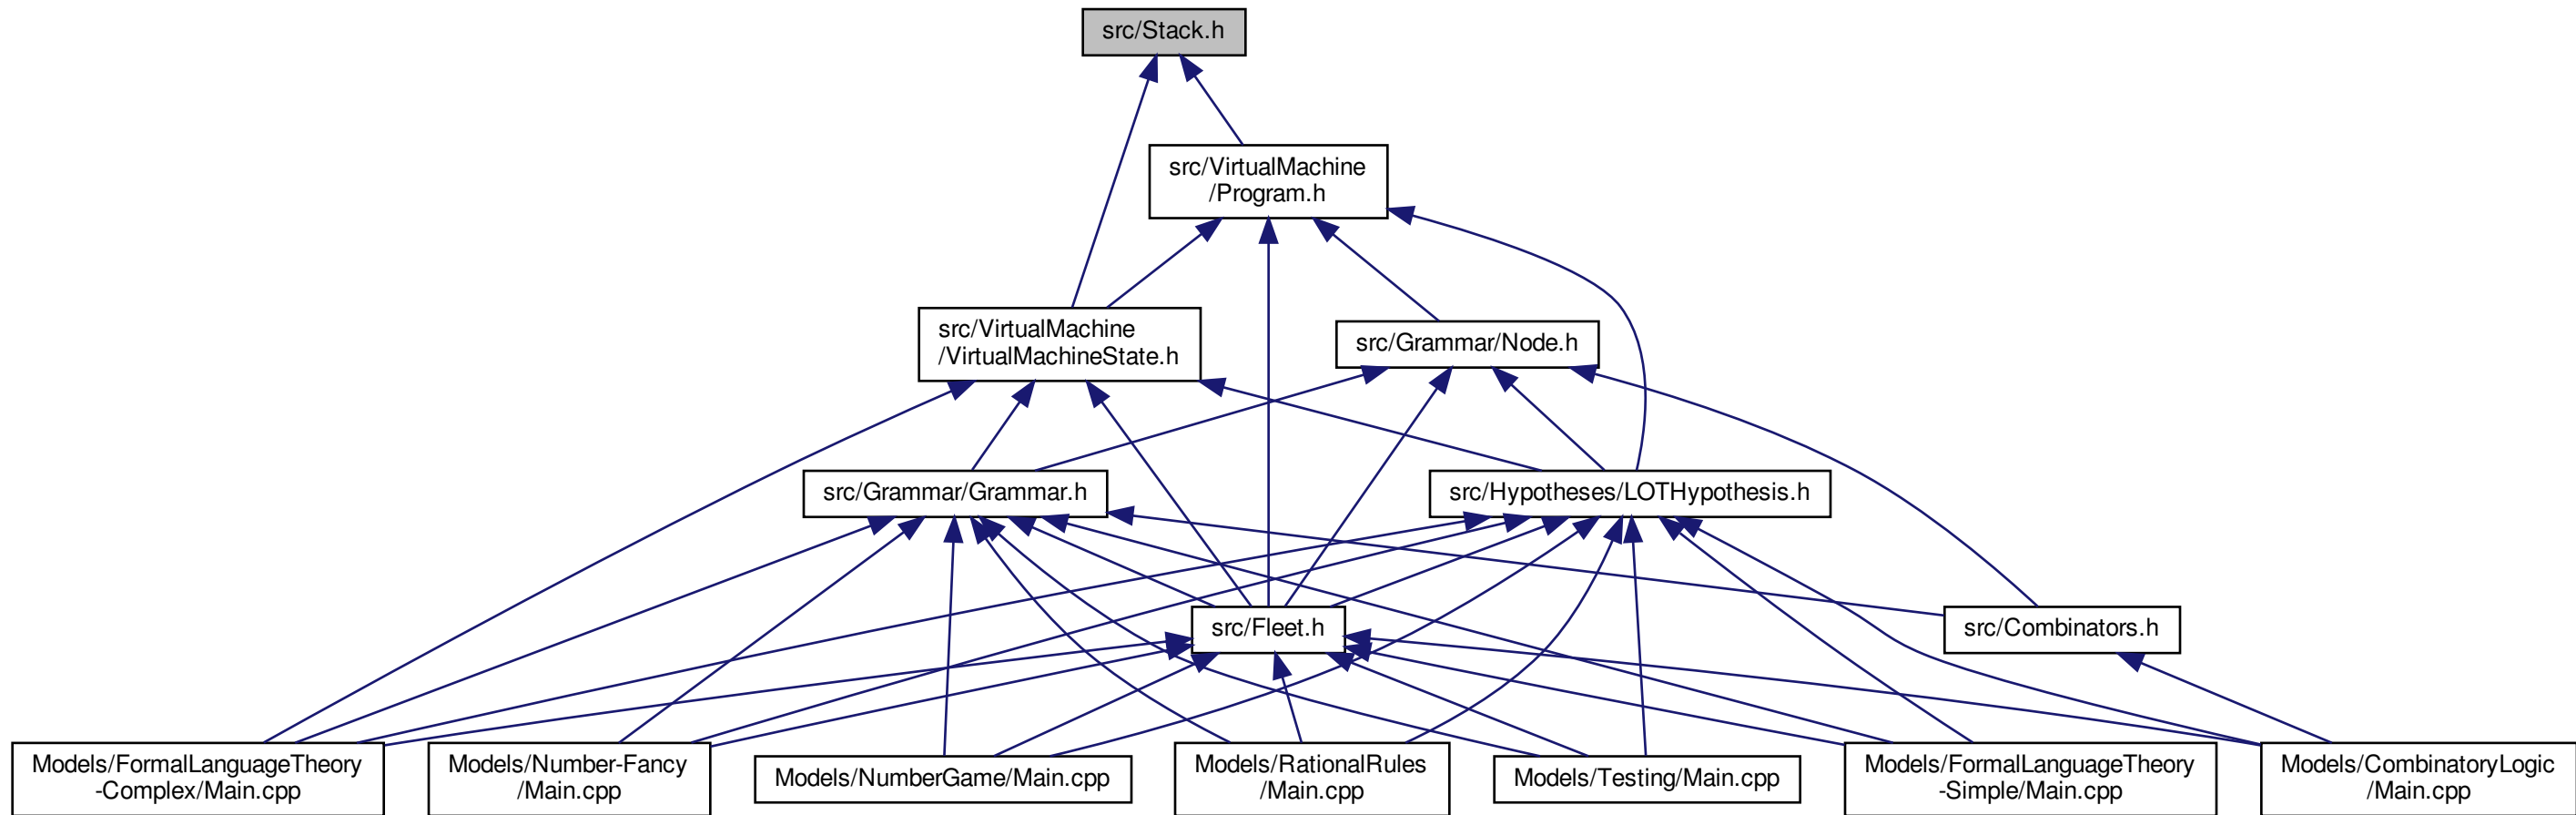 src/Stack.h
src/VirtualMachine
/Program.h
src/VirtualMachine
/VirtualMachineState.h
src/Grammar/Node.h
src/Grammar/Grammar.h
src/Hypotheses/LOTHypothesis.h
src/Fleet.h
src/Combinators.h
Models/FormalLanguageTheory
-Complex/Main.cpp
Models/Number-Fancy
/Main.cpp
Models/NumberGame/Main.cpp
Models/RationalRules
/Main.cpp
Models/Testing/Main.cpp
Models/FormalLanguageTheory
-Simple/Main.cpp
Models/CombinatoryLogic
/Main.cpp